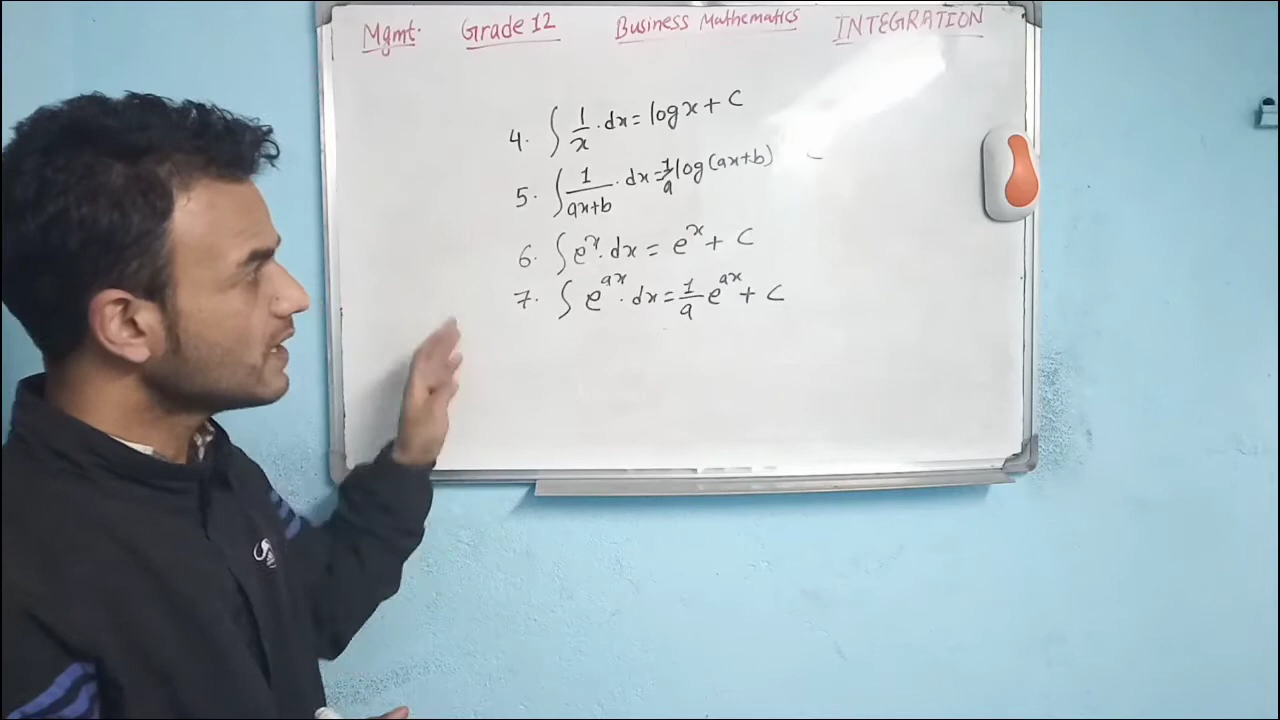 Mgmt. Grade 12 Business Mathematics INTEGRATION
4. ∫ 1/x . dx = log x + C
5. ∫ 1/(ax+b) . dx = 1/a log (ax+b)
6. ∫ e^x . dx = e^x + C
7. ∫ e^ax . dx = 1/a e^ax + C